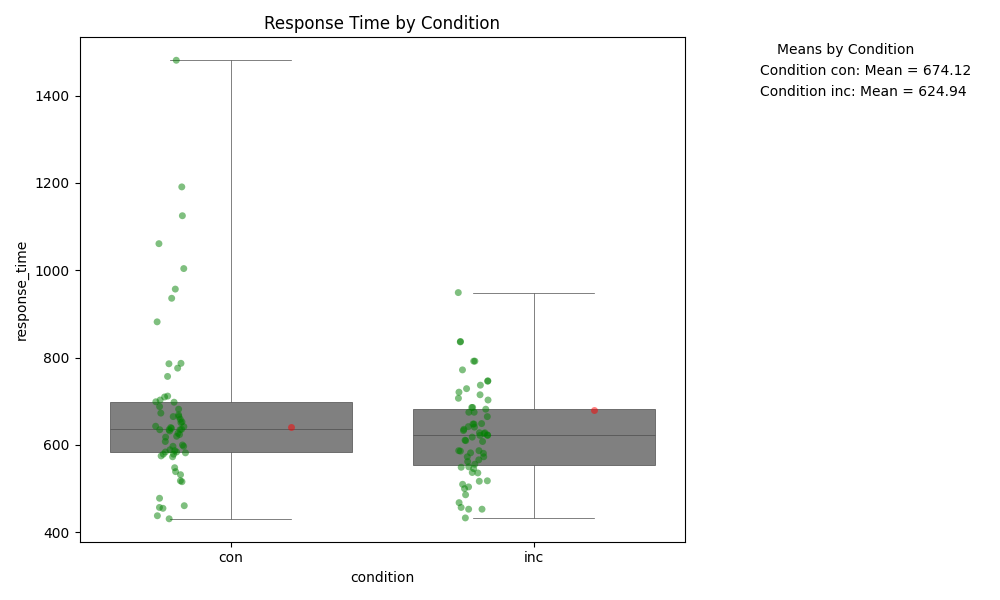 Response Time by Condition
Means by Condition
Condition con: Mean = 674.12
Condition inc: Mean = 624.94
response_time
1400
1200
1000
800
600
400
con
inc
condition